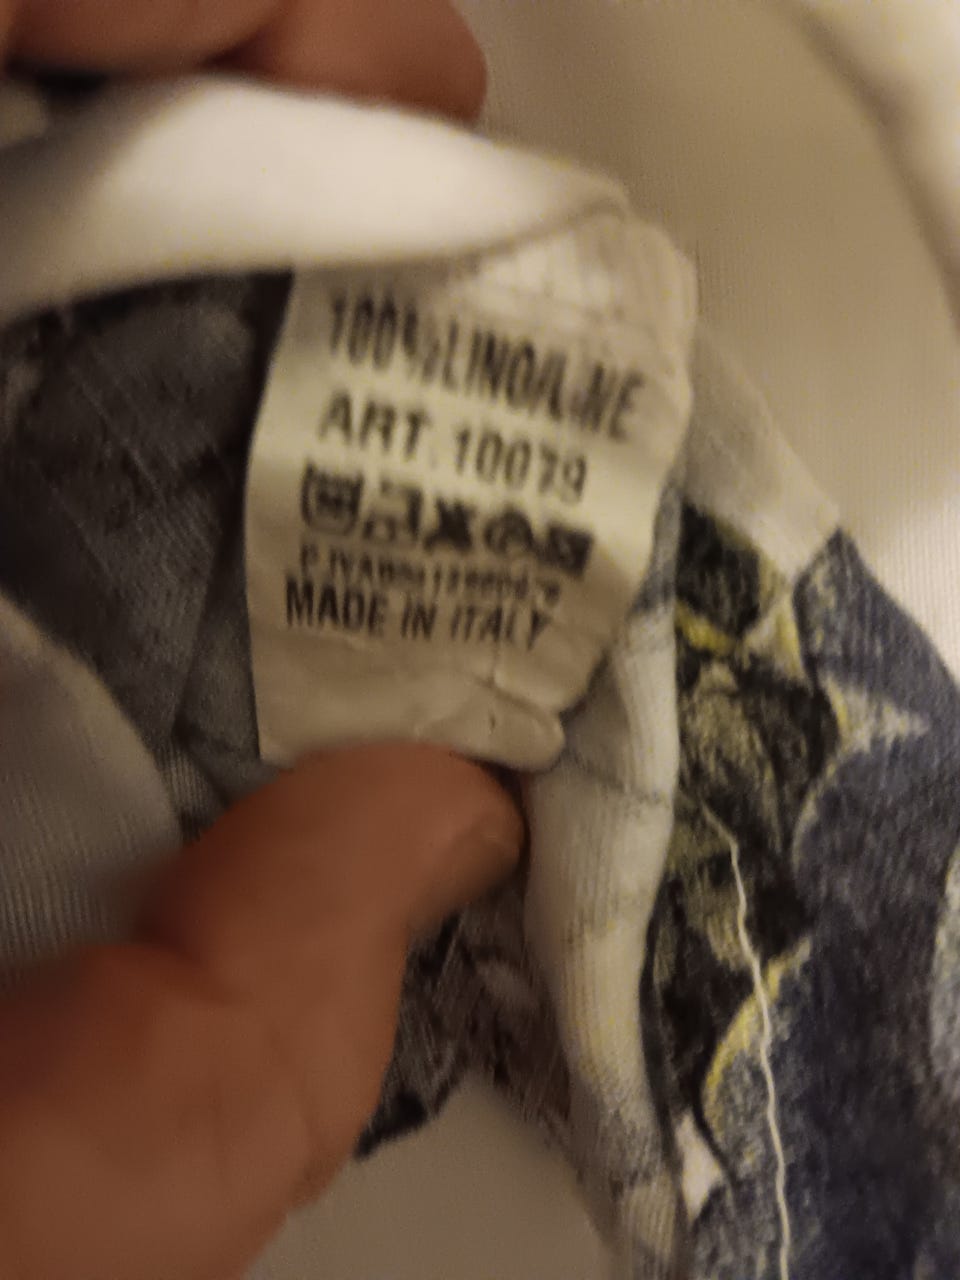 100%LINO/LINE
ART. 10079
MADE IN ITALY